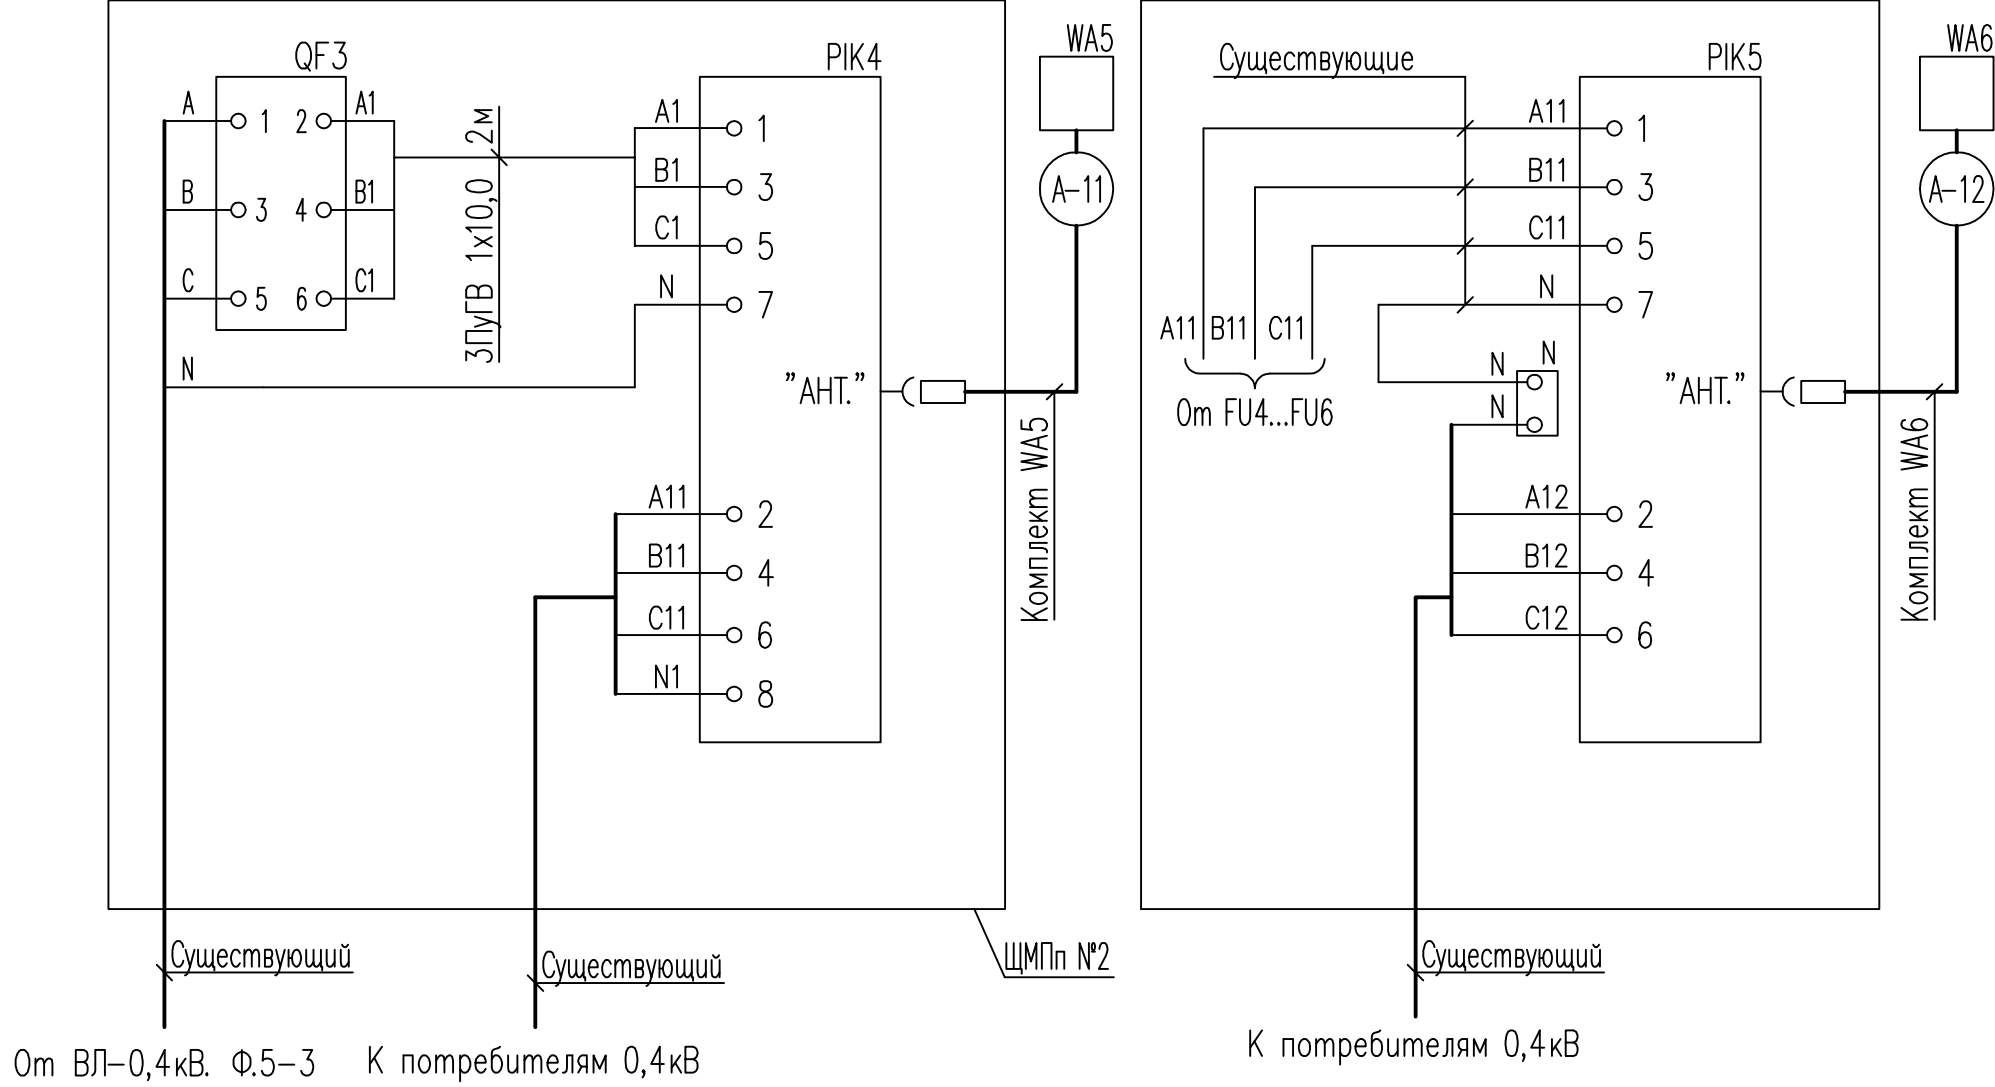 QF3
A
1
2
A1
B
3
4
B1
C
5
6
C1
N
3ПуГВ 1х10,0 2м
PIK4
A1
1
B1
3
C1
5
N
7
"АНТ."
A11
2
B11
4
C11
6
N1
8
WA5
A-11
Комплект WA5
Существующий
Существующий
ЩМПп №2
От ВЛ-0,4кВ. Ф.5-3
К потребителям 0,4кВ
Существующие
PIK5
A11
1
B11
3
C11
5
N
7
A11
B11
C11
От FU4...FU6
N
N
N
"АНТ."
A12
2
B12
4
C12
6
WA6
A-12
Комплект WA6
Существующий
К потребителям 0,4кВ